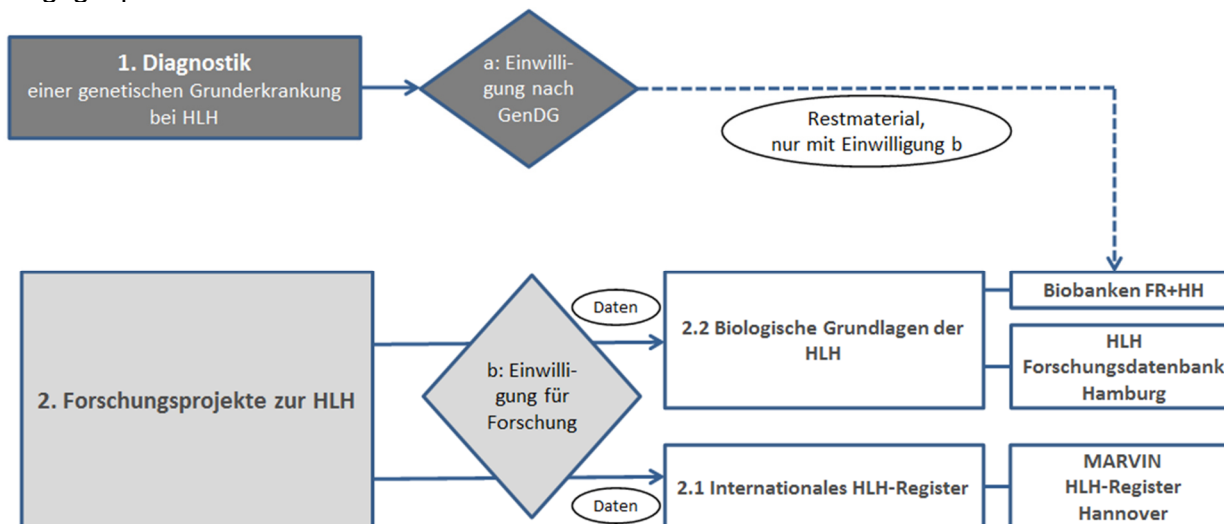 1. Diagnostik
einer genetischen Grunderkrankung
bei HLH
a: Einwilli-
gung nach
GenDG
Restmaterial,
nur mit Einwilligung b
2. Forschungsprojekte zur HLH
b: Einwilli-
gung für
Forschung
Daten
2.2 Biologische Grundlagen der
HLH
Biobanken FR+HH
HLH
Forschungsdatenbank
Hamburg
Daten
2.1 Internationales HLH-Register
MARVIN
HLH-Register
Hannover